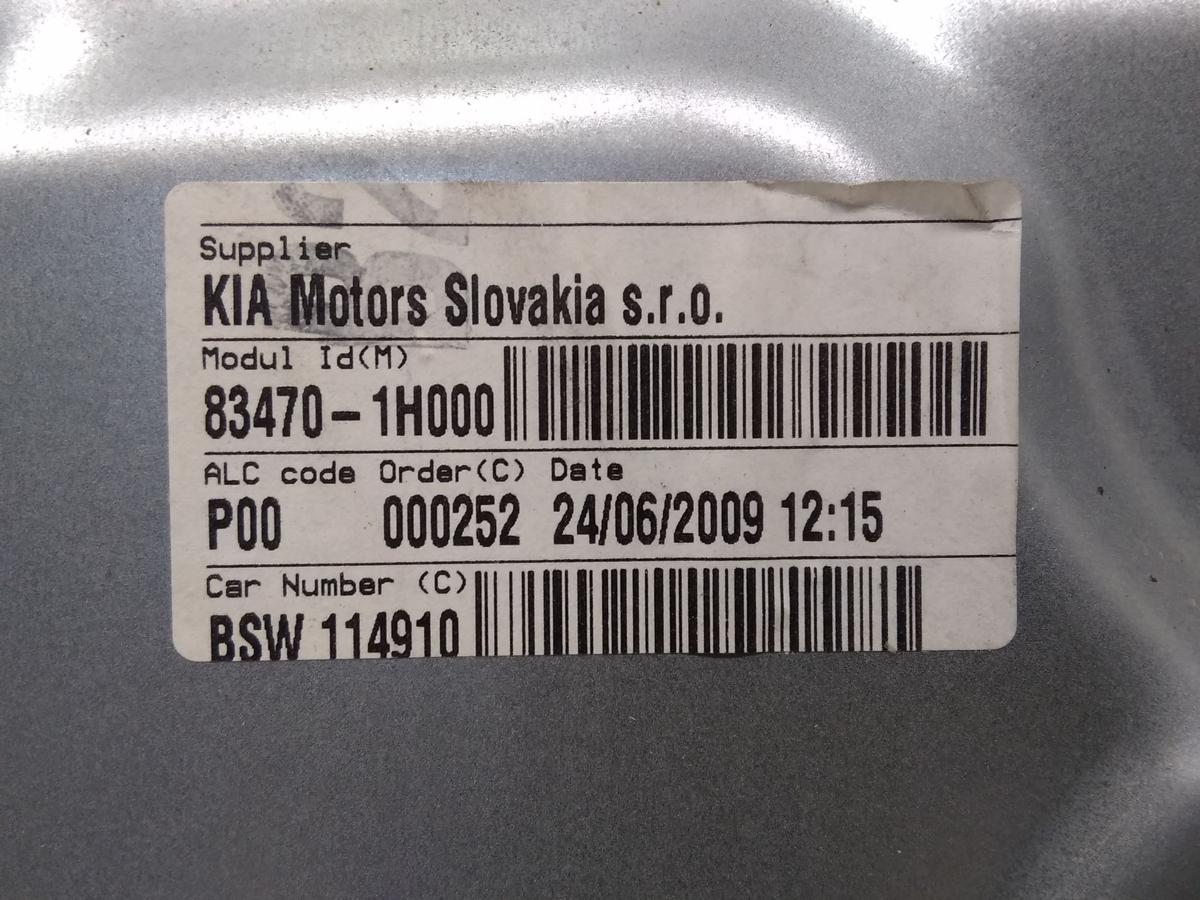 Supplier
KIA Motors Slovakia s.r.o.
Modul Id(M)
83470-1H000
ALC code Order(C) Date
P00 000252 24/06/2009 12:15
Car Number (C)
BSW 114910